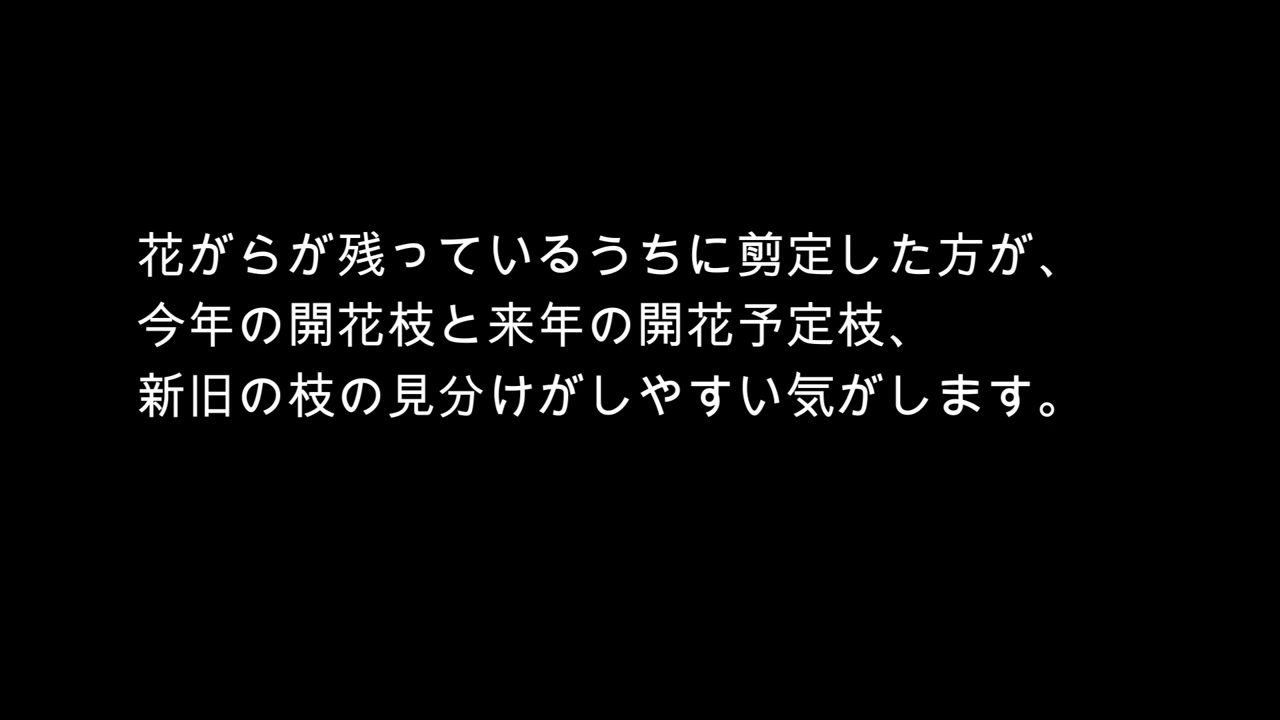 花がらが残っているうちに剪定した方が、
今年の開花枝と来年の開花予定枝、
新旧の枝の見分けがしやすい気がします。